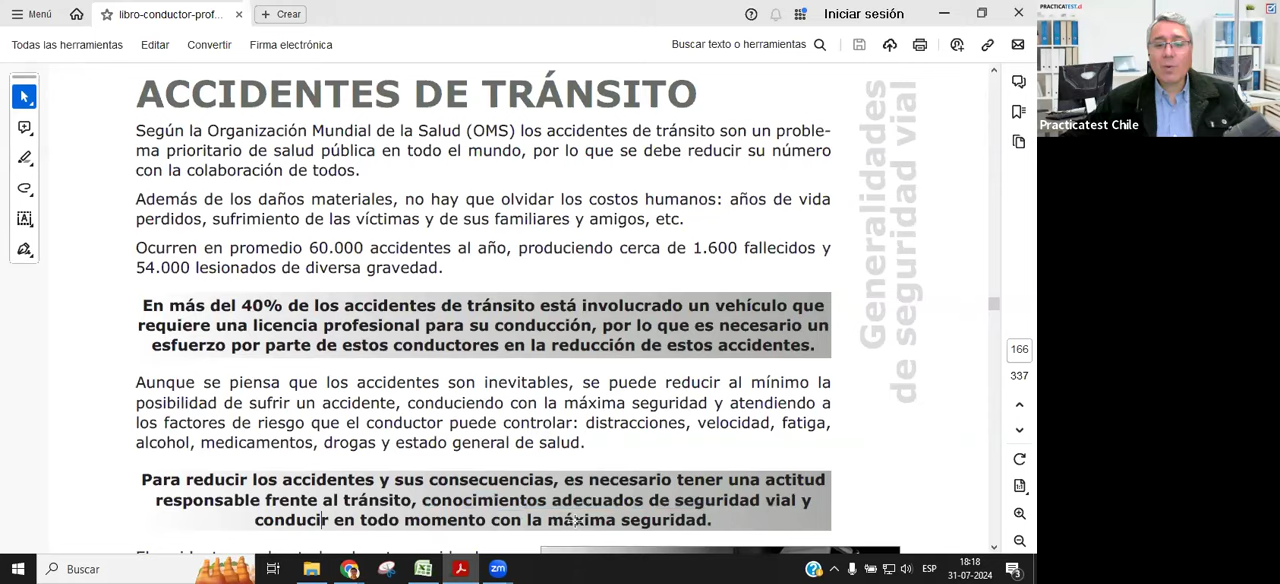 Menú
libro-conductor-prof...
Crear
Iniciar sesión
Todas las herramientas
Editar
Convertir
Firma electrónica
Buscar texto o herramientas
ACCIDENTES DE TRÁNSITO
Según la Organización Mundial de la Salud (OMS) los accidentes de tránsito son un proble-
ma prioritario de salud pública en todo el mundo, por lo que se debe reducir su número
con la colaboración de todos.
Además de los daños materiales, no hay que olvidar los costos humanos: años de vida
perdidos, sufrimiento de las víctimas y de sus familiares y amigos, etc.
Ocurren en promedio 60.000 accidentes al año, produciendo cerca de 1.600 fallecidos y
54.000 lesionados de diversa gravedad.
En más del 40% de los accidentes de tránsito está involucrado un vehículo que
requiere una licencia profesional para su conducción, por lo que es necesario un
esfuerzo por parte de estos conductores en la reducción de estos accidentes.
Aunque se piensa que los accidentes son inevitables, se puede reducir al mínimo la
posibilidad de sufrir un accidente, conduciendo con la máxima seguridad y atendiendo a
los factores de riesgo que el conductor puede controlar: distracciones, velocidad, fatiga,
alcohol, medicamentos, drogas y estado general de salud.
Para reducir los accidentes y sus consecuencias, es necesario tener una actitud
responsable frente al tránsito, conocimientos adecuados de seguridad vial y
conducir en todo momento con la máxima seguridad.
Generalidades
de seguridad vial
166
337
PRACTICATEST.cl
Practicatest Chile
Buscar
ESP
18:18
31-07-2024
3